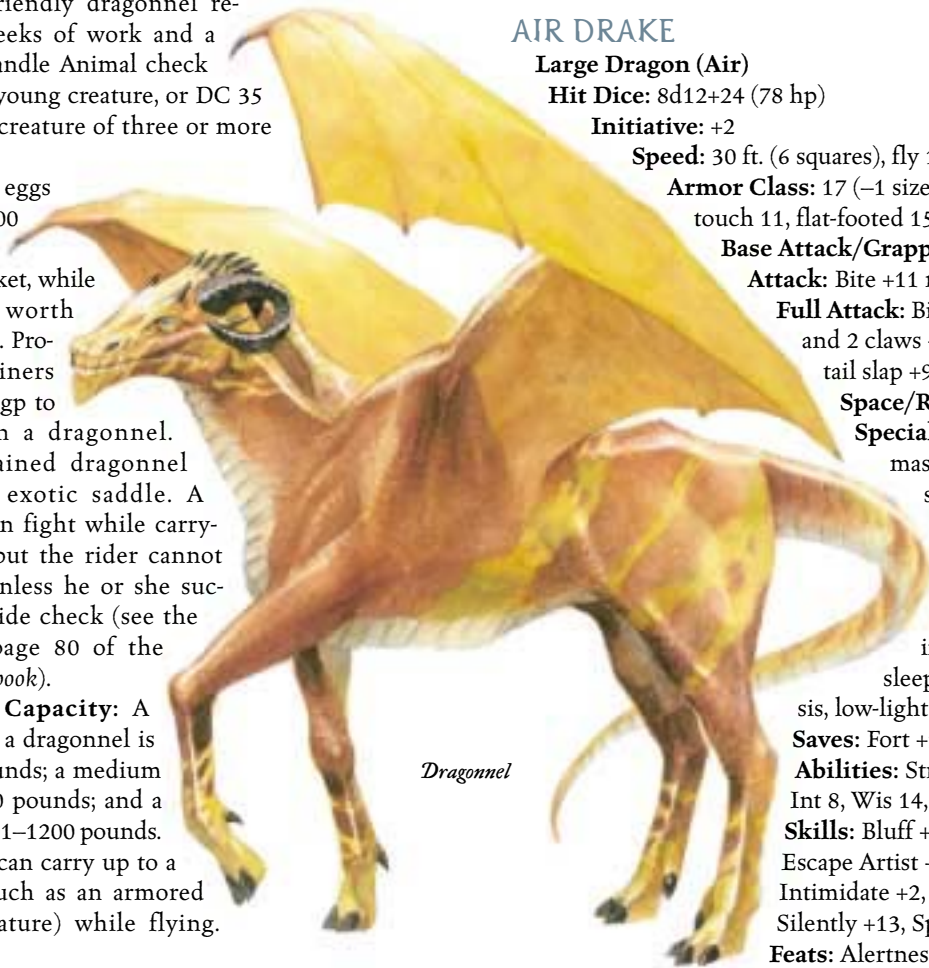 riendly dragonnel re-
eeks of work and a
andle Animal check
young creature, or DC 35
creature of three or more
eggs
00
ket, while
worth
. Pro-
iners
gp to
n a dragonnel.
ained dragonnel
exotic saddle. A
n fight while carry-
out the rider cannot
nless he or she suc-
ide check (see the
page 80 of the
book).
Capacity: A
a dragonnel is
unds; a medium
0 pounds; and a
1–1200 pounds.
can carry up to a
uch as an armored
ature) while flying.
Dragonnel
AIR DRAKE
Large Dragon (Air)
Hit Dice: 8d12+24 (78 hp)
Initiative: +2
Speed: 30 ft. (6 squares), fly
Armor Class: 17 (–1 size
touch 11, flat-footed 15
Base Attack/Grapp
Attack: Bite +11
Full Attack: Bi
and 2 claws
tail slap +9
Space/R
Special
mas
s
i
sleep
sis, low-light
Saves: Fort +
Abilities: Str
Int 8, Wis 14,
Skills: Bluff +
Escape Artist
Intimidate +2,
Silently +13, Sp
Feats: Alertnes